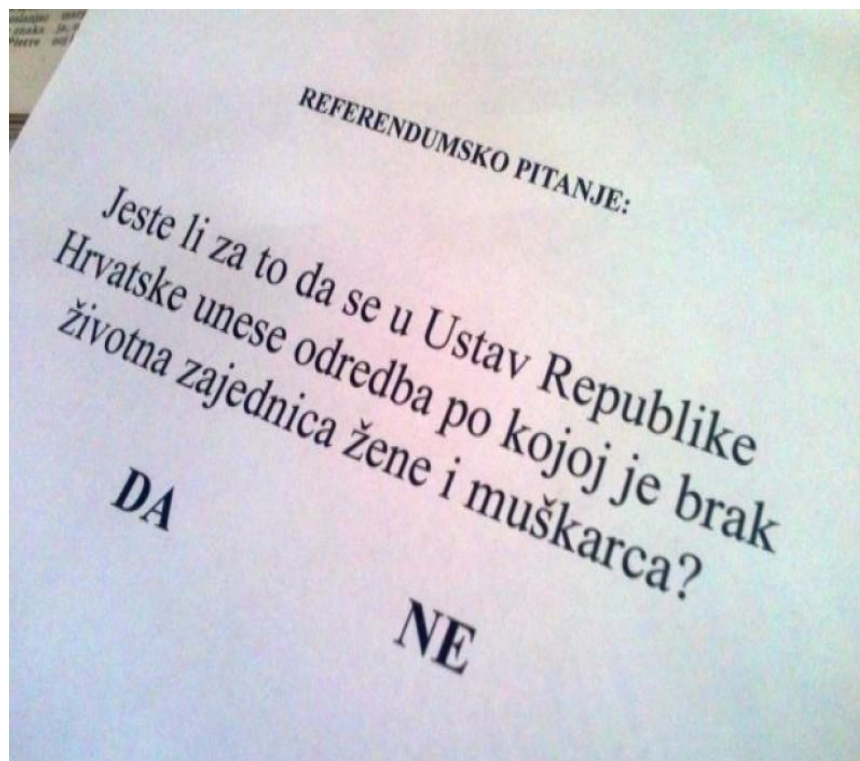 REFERENDUMSKO PITANJE:
Jeste li za to da se u Ustav Republike
Hrvatske unese odredba po kojoj je brak
životna zajednica žene i muškarca?
DA
NE